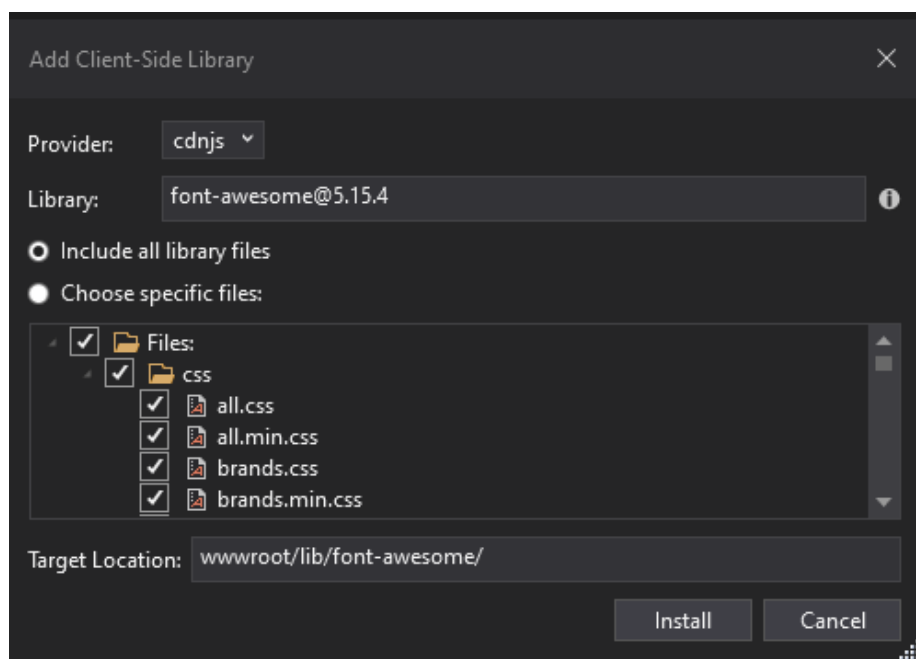 Add Client-Side Library
Provider: cdnjs
Library: font-awesome@5.15.4
Include all library files
Choose specific files:
Files:
css
all.css
all.min.css
brands.css
brands.min.css
Target Location: wwwroot/lib/font-awesome/
Install Cancel